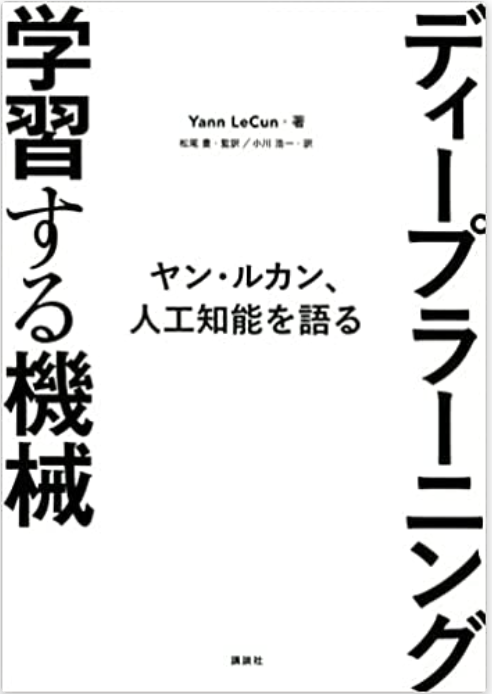 ディープラーニング
学習する機械
Yann LeCun・著
松尾 豊・監訳／小川 浩一・訳
ヤン・ルカン、
人工知能を語る
講談社